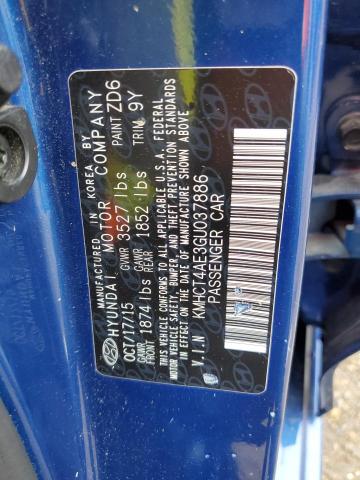 MANUFACTURED IN KOREA BY
HYUNDAI MOTOR COMPANY
OCT/17/15 GVWR 3527 lbs PAINT ZD6
GAWR FRONT 1874 lbs GAWR REAR 1852 lbs TRIM 9Y
THIS VEHICLE CONFORMS TO ALL APPLICABLE U.S.A. FEDERAL
MOTOR VEHICLE SAFETY, BUMPER, AND THEFT PREVENTION STANDARDS
IN EFFECT ON THE DATE OF MANUFACTURE SHOWN ABOVE
V.I.N KMHCT4AE3GU037886
PASSENGER CAR